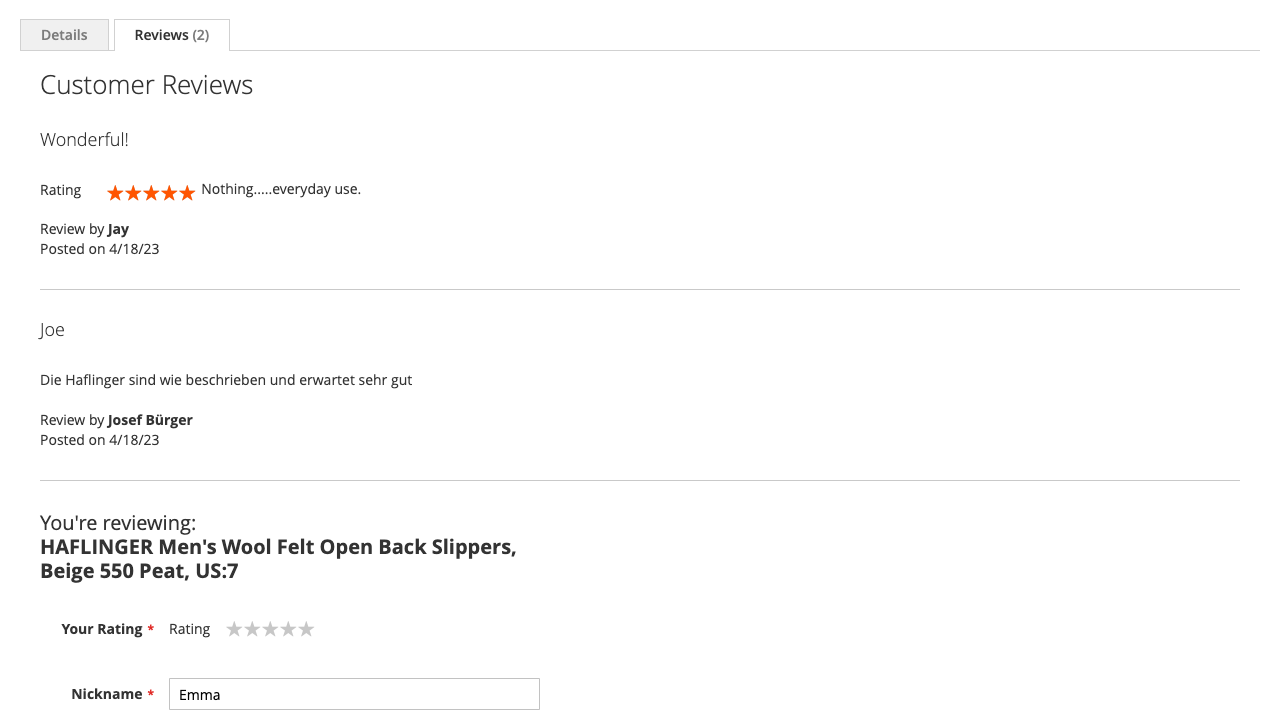 Details
Reviews (2)
Customer Reviews
Wonderful!
Rating
Nothing.....everyday use.
Review by Jay
Posted on 4/18/23
Joe
Die Haflinger sind wie beschrieben und erwartet sehr gut
Review by Josef Bürger
Posted on 4/18/23
You're reviewing:
HAFLINGER Men's Wool Felt Open Back Slippers,
Beige 550 Peat, US:7
Your Rating *
Rating
Nickname *
Emma